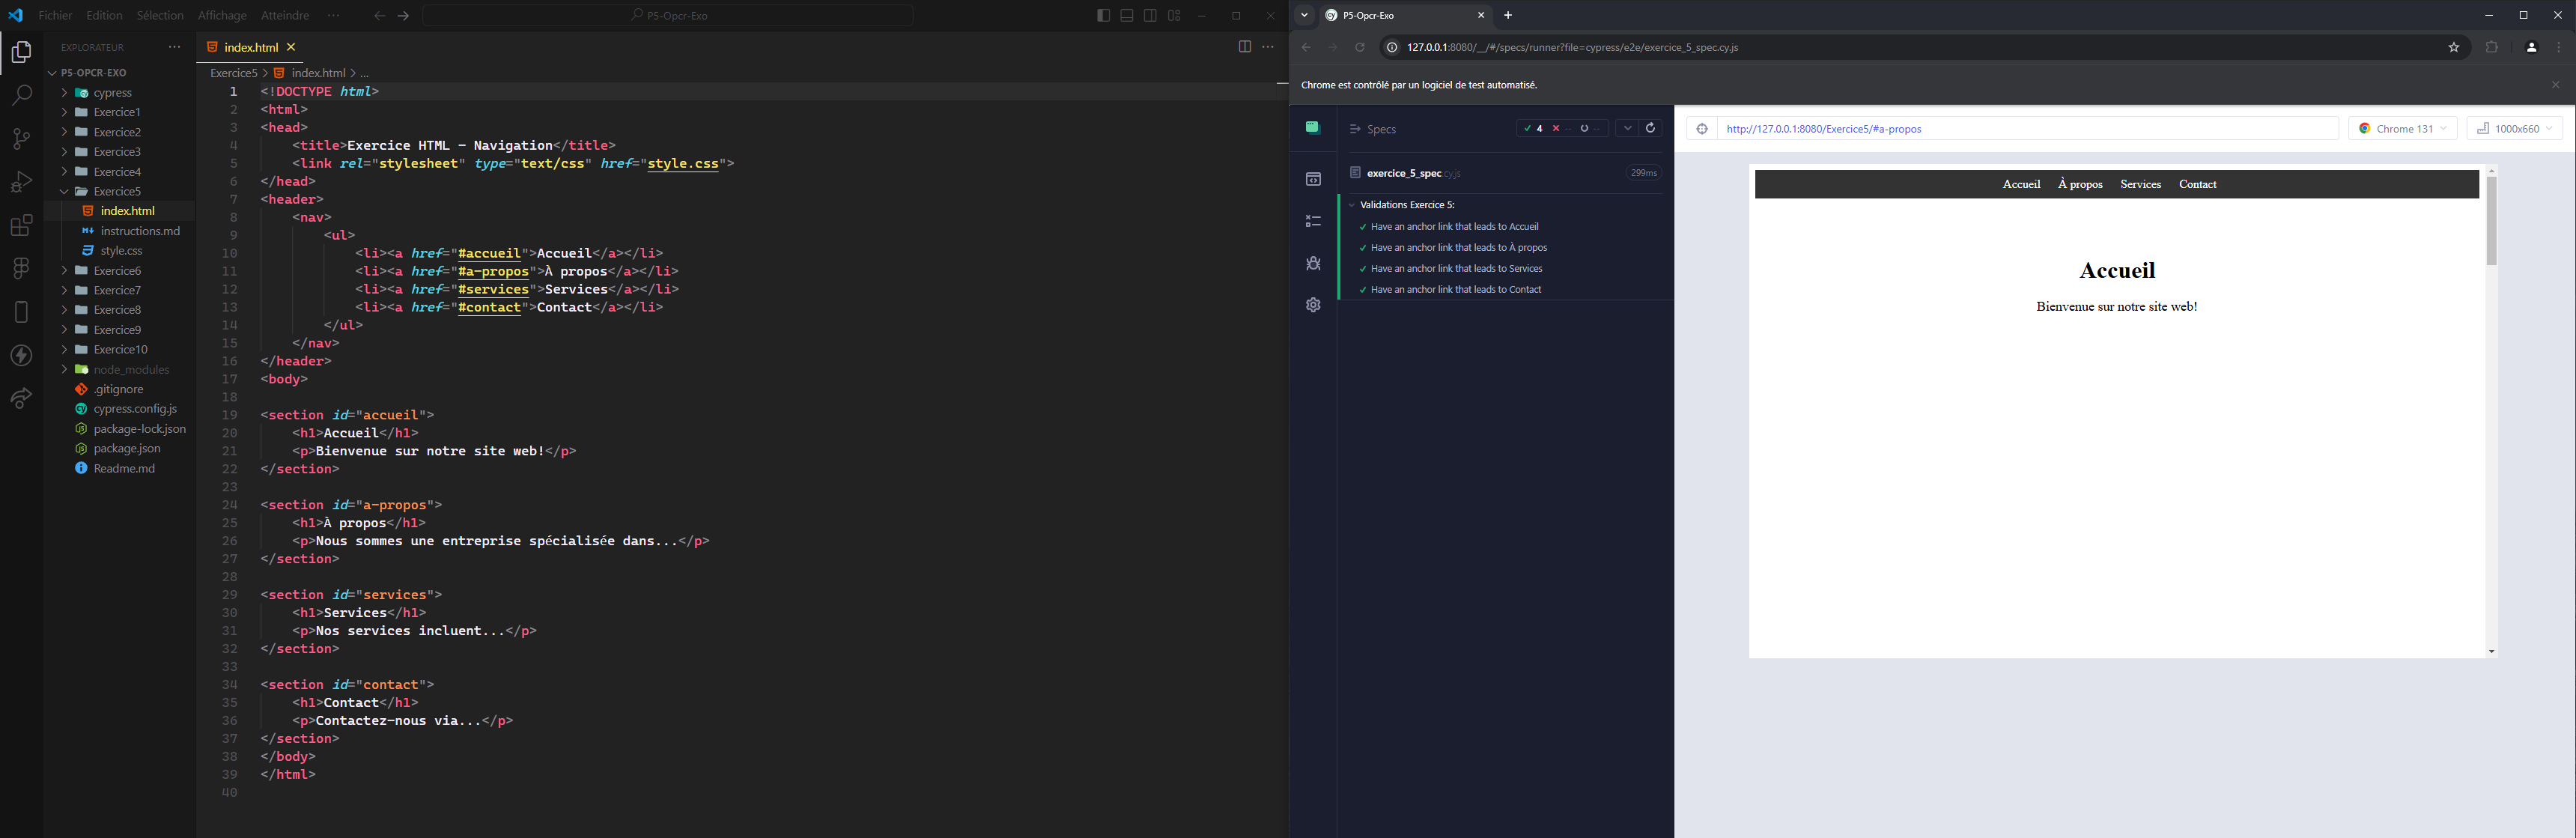 Fichier Edition Sélection Affichage Atteindre ··· P5-Opcr-Exo
EXPLORATEUR ···
P5-OPCR-EXO
cypress
Exercice1
Exercice2
Exercice3
Exercice4
Exercice5
index.html
instructions.md
style.css
Exercice6
Exercice7
Exercice8
Exercice9
Exercice10
node_modules
.gitignore
cypress.config.js
package-lock.json
package.json
Readme.md
index.html
Exercice5 > index.html > ...
1 <!DOCTYPE html>
2 <html>
3 <head>
4 <title>Exercice HTML - Navigation</title>
5 <link rel="stylesheet" type="text/css" href="style.css">
6 </head>
7 <header>
8 <nav>
9 <ul>
10 <li><a href="#accueil">Accueil</a></li>
11 <li><a href="#a-propos">À propos</a></li>
12 <li><a href="#services">Services</a></li>
13 <li><a href="#contact">Contact</a></li>
14 </ul>
15 </nav>
16 </header>
17 <body>
18
19 <section id="accueil">
20 <h1>Accueil</h1>
21 <p>Bienvenue sur notre site web!</p>
22 </section>
23
24 <section id="a-propos">
25 <h1>À propos</h1>
26 <p>Nous sommes une entreprise spécialisée dans...</p>
27 </section>
28
29 <section id="services">
30 <h1>Services</h1>
31 <p>Nos services incluent...</p>
32 </section>
33
34 <section id="contact">
35 <h1>Contact</h1>
36 <p>Contactez-nous via...</p>
37 </section>
38 </body>
39 </html>
40
P5-Opcr-Exo
127.0.0.1:8080/__/#/specs/runner?file=cypress/e2e/exercice_5_spec.cy.js
Chrome est contrôlé par un logiciel de test automatisé.
Specs 4 -- --
exercice_5_spec.cy.js 299ms
Validations Exercice 5:
Have an anchor link that leads to Accueil
Have an anchor link that leads to À propos
Have an anchor link that leads to Services
Have an anchor link that leads to Contact
http://127.0.0.1:8080/Exercice5/#a-propos Chrome 131 1000x660
Accueil À propos Services Contact
Accueil
Bienvenue sur notre site web!